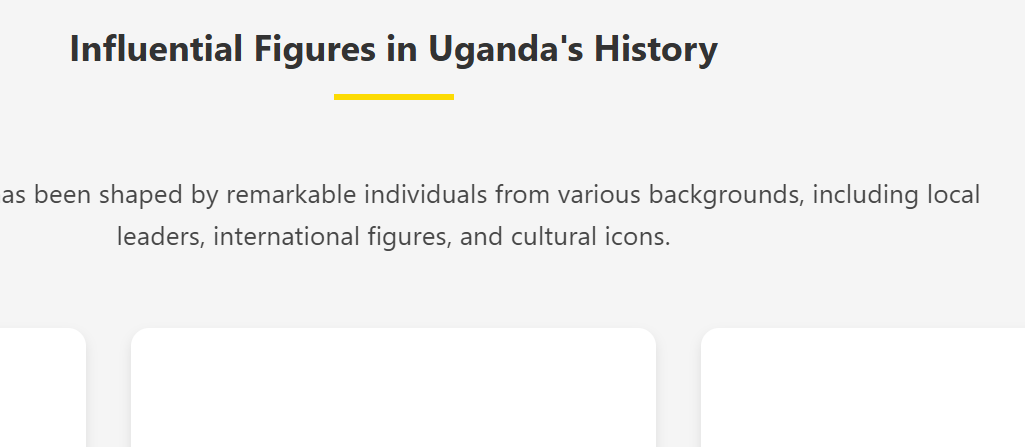 Influential Figures in Uganda's History
been shaped by remarkable individuals from various backgrounds, including local
leaders, international figures, and cultural icons.